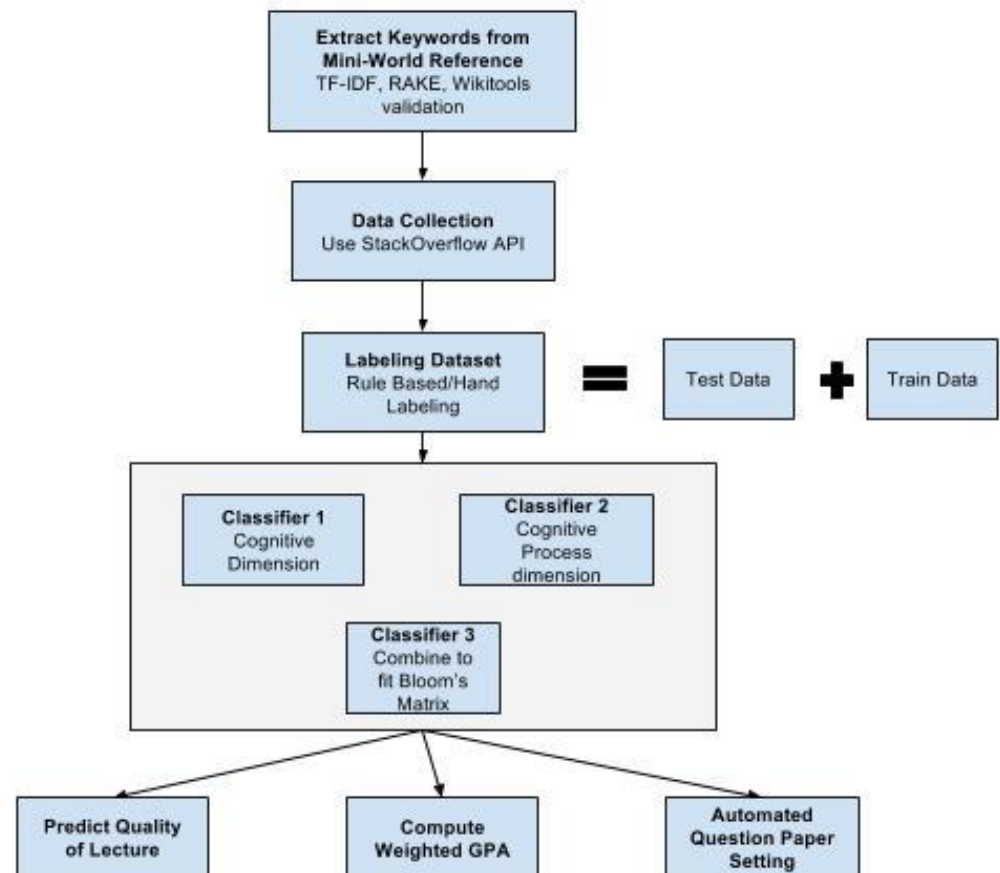 Extract Keywords from
Mini-World Reference
TF-IDF, RAKE, Wikitools
validation
Data Collection
Use StackOverflow API
Labeling Dataset
Rule Based/Hand
Labeling
=
Test Data
+
Train Data
Classifier 1
Cognitive
Dimension
Classifier 2
Cognitive
Process
dimension
Classifier 3
Combine to
fit Bloom's
Matrix
Predict Quality
of Lecture
Compute
Weighted GPA
Automated
Question Paper
Setting